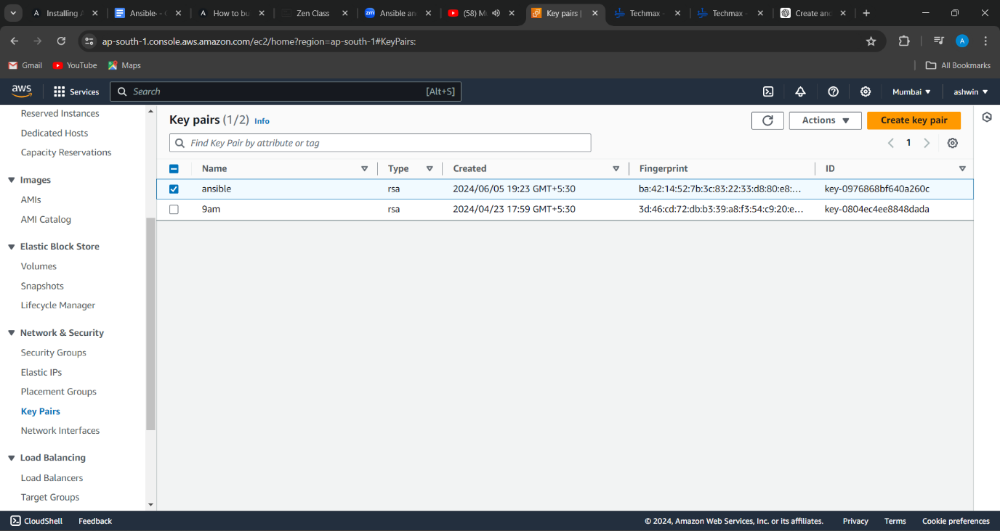 Installing A
Ansible- - G
How to bu
Zen Class
Ansible an
(58) M
Key pairs |
Techmax -
Techmax -
Create and
ap-south-1.console.aws.amazon.com/ec2/home?region=ap-south-1#KeyPairs:
A
Gmail YouTube Maps All Bookmarks
aws Services Search [Alt+S] Mumbai ashwin
Reserved Instances
Dedicated Hosts
Capacity Reservations
Images
AMIs
AMI Catalog
Elastic Block Store
Volumes
Snapshots
Lifecycle Manager
Network & Security
Security Groups
Elastic IPs
Placement Groups
Key Pairs
Network Interfaces
Load Balancing
Load Balancers
Target Groups
Key pairs (1/2) Info
Actions Create key pair
Find Key Pair by attribute or tag 1
Name Type Created Fingerprint ID
ansible rsa 2024/06/05 19:23 GMT+5:30 ba:42:14:52:7b:3c:83:22:33:d8:80:e8:... key-0976868bf640a260c
9am rsa 2024/04/23 17:59 GMT+5:30 3d:46:cd:72:db:b3:39:a8:f3:54:c9:20:e... key-0804ec4ee8848dada
CloudShell Feedback © 2024, Amazon Web Services, Inc. or its affiliates. Privacy Terms Cookie preferences